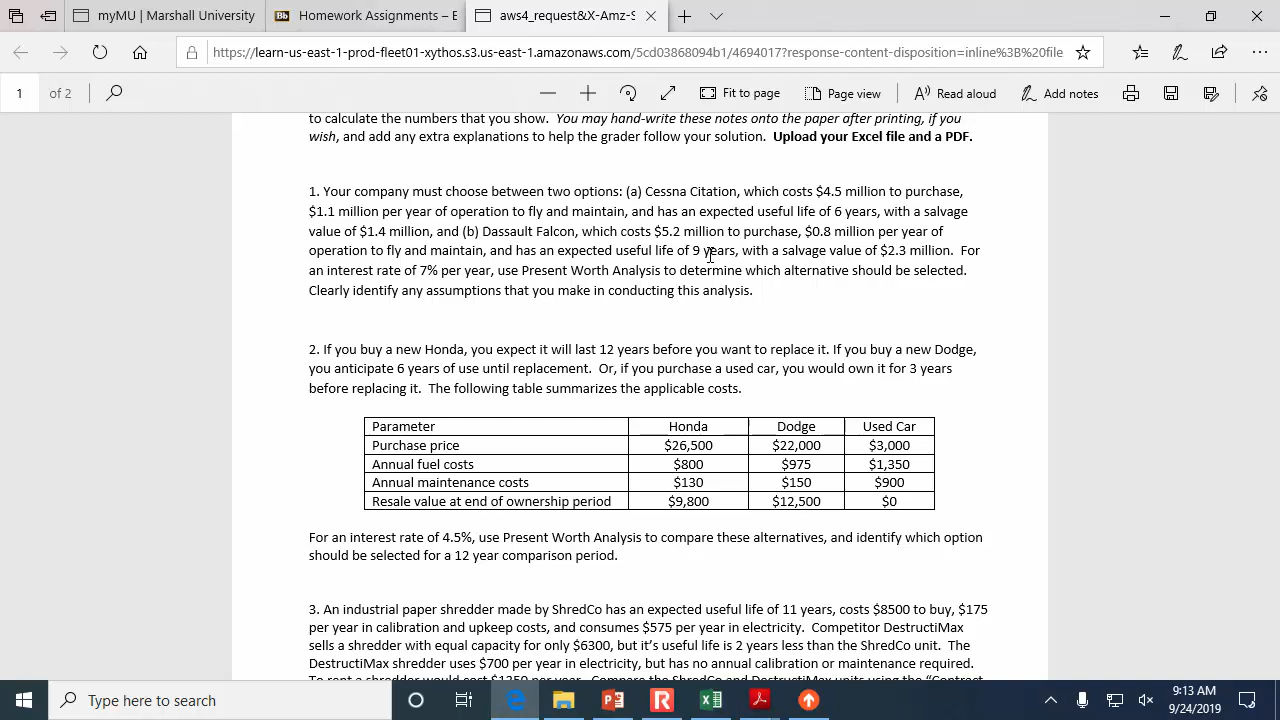 myMU | Marshall University
Bb Homework Assignments – E
aws4_request&X-Amz-S
https://learn-us-east-1-prod-fleet01-xythos.s3.us-east-1.amazonaws.com/5cd03868094b1/4694017?response-content-disposition=inline%3B%20file
1 of 2
Fit to page
Page view
Read aloud
Add notes
to calculate the numbers that you show. You may hand-write these notes onto the paper after printing, if you
wish, and add any extra explanations to help the grader follow your solution. Upload your Excel file and a PDF.
1. Your company must choose between two options: (a) Cessna Citation, which costs $4.5 million to purchase,
$1.1 million per year of operation to fly and maintain, and has an expected useful life of 6 years, with a salvage
value of $1.4 million, and (b) Dassault Falcon, which costs $5.2 million to purchase, $0.8 million per year of
operation to fly and maintain, and has an expected useful life of 9 years, with a salvage value of $2.3 million. For
an interest rate of 7% per year, use Present Worth Analysis to determine which alternative should be selected.
Clearly identify any assumptions that you make in conducting this analysis.
2. If you buy a new Honda, you expect it will last 12 years before you want to replace it. If you buy a new Dodge,
you anticipate 6 years of use until replacement. Or, if you purchase a used car, you would own it for 3 years
before replacing it. The following table summarizes the applicable costs.
Parameter Honda Dodge Used Car
Purchase price $26,500 $22,000 $3,000
Annual fuel costs $800 $975 $1,350
Annual maintenance costs $130 $150 $900
Resale value at end of ownership period $9,800 $12,500 $0
For an interest rate of 4.5%, use Present Worth Analysis to compare these alternatives, and identify which option
should be selected for a 12 year comparison period.
3. An industrial paper shredder made by ShredCo has an expected useful life of 11 years, costs $8500 to buy, $175
per year in calibration and upkeep costs, and consumes $575 per year in electricity. Competitor DestructiMax
sells a shredder with equal capacity for only $6300, but it's useful life is 2 years less than the ShredCo unit. The
DestructiMax shredder uses $700 per year in electricity, but has no annual calibration or maintenance required.
To rent a shredder would cost $1250 per year. Compare the ShredCo and DestructiMax units using the "Contract
Type here to search
9:13 AM
9/24/2019